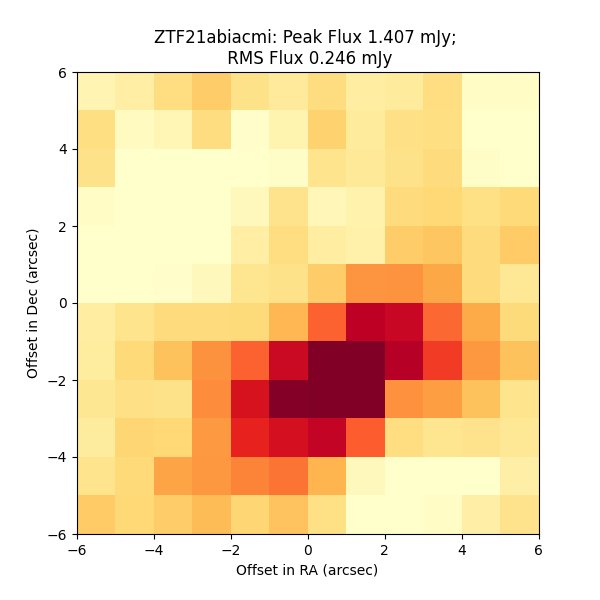 ZTF21abiacmi: Peak Flux 1.407 mJy;
RMS Flux 0.246 mJy
6
4
2
0
−2
−4
−6
Offset in Dec (arcsec)
−6 −4 −2 0 2 4 6
Offset in RA (arcsec)